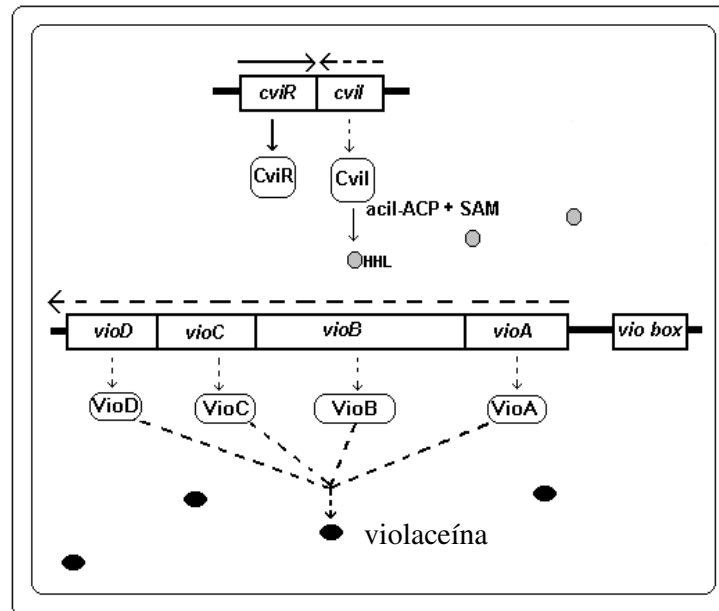 cviR cviI
CviR CviI
acil-ACP + SAM
HHL
vioD vioC vioB vioA vio box
VioD VioC VioB VioA
violaceína